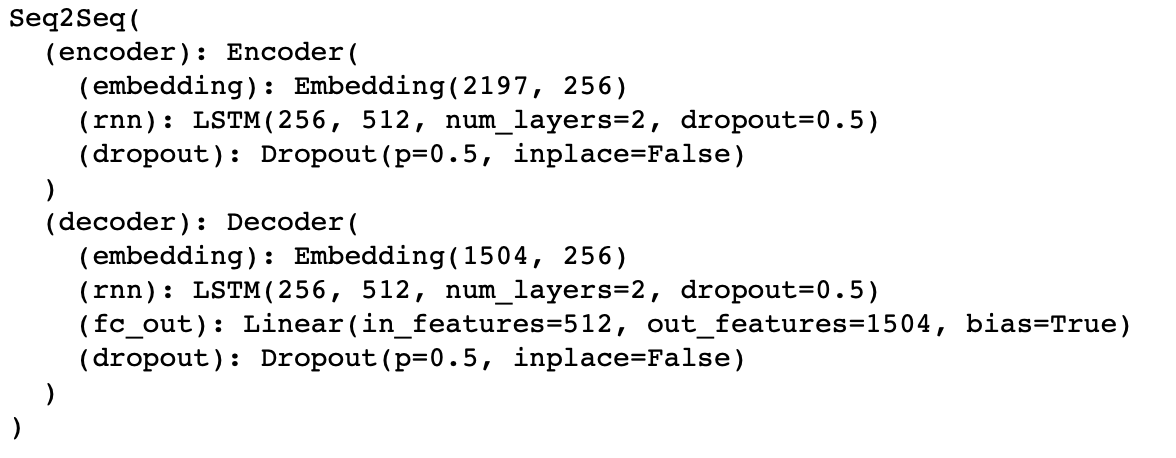 Seq2Seq(
  (encoder): Encoder(
    (embedding): Embedding(2197, 256)
    (rnn): LSTM(256, 512, num_layers=2, dropout=0.5)
    (dropout): Dropout(p=0.5, inplace=False)
  )
  (decoder): Decoder(
    (embedding): Embedding(1504, 256)
    (rnn): LSTM(256, 512, num_layers=2, dropout=0.5)
    (fc_out): Linear(in_features=512, out_features=1504, bias=True)
    (dropout): Dropout(p=0.5, inplace=False)
  )
)